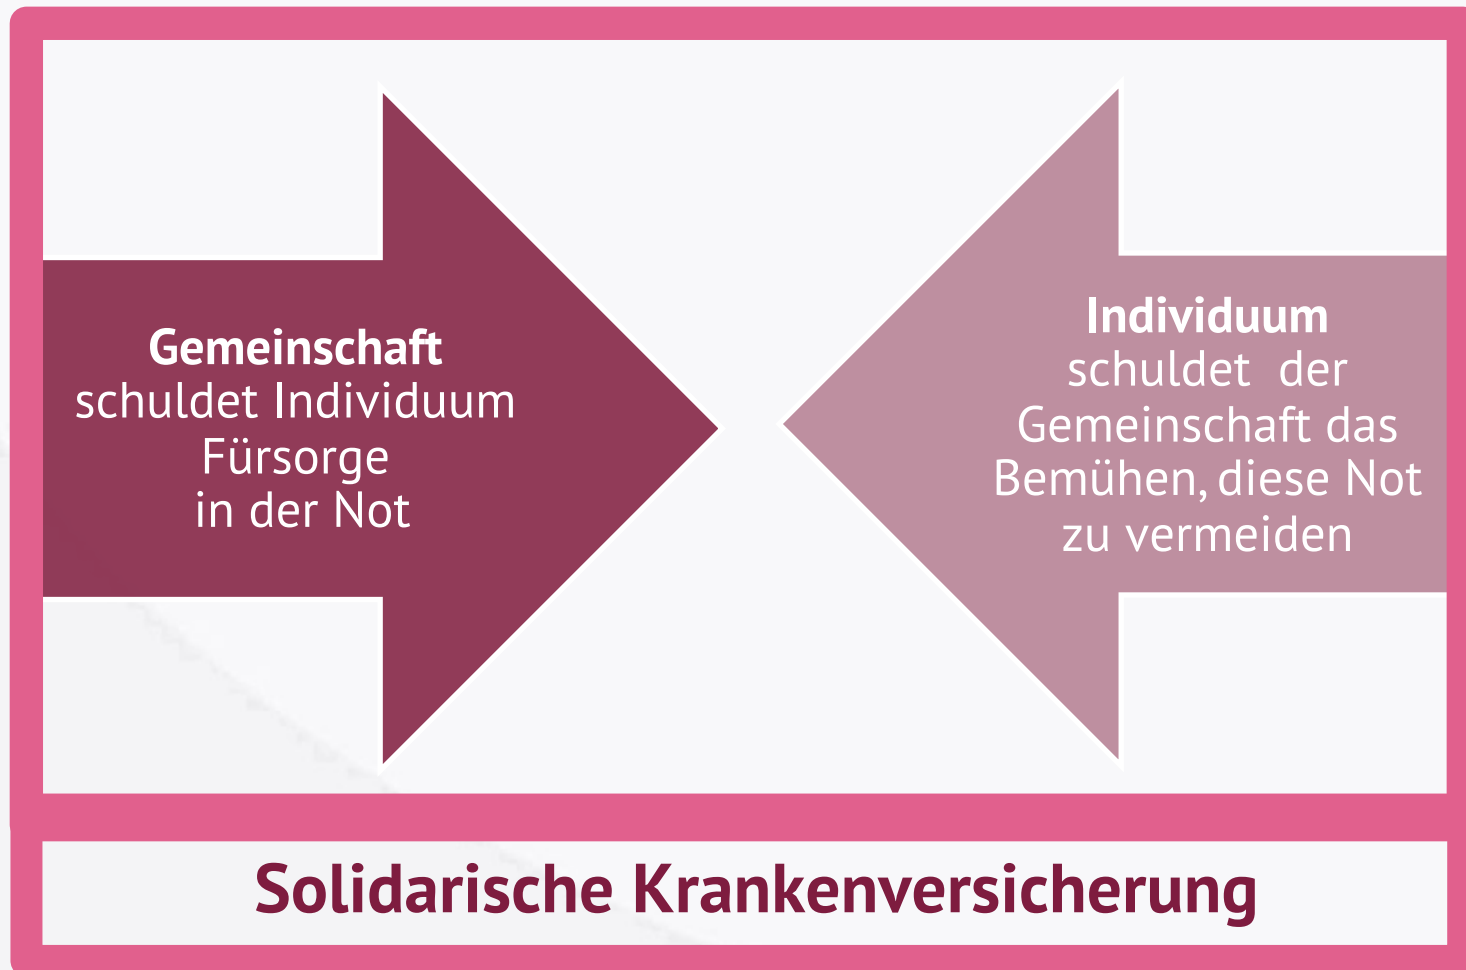 Gemeinschaft
schuldet Individuum
Fürsorge
in der Not
Individuum
schuldet der
Gemeinschaft das
Bemühen, diese Not
zu vermeiden
Solidarische Krankenversicherung